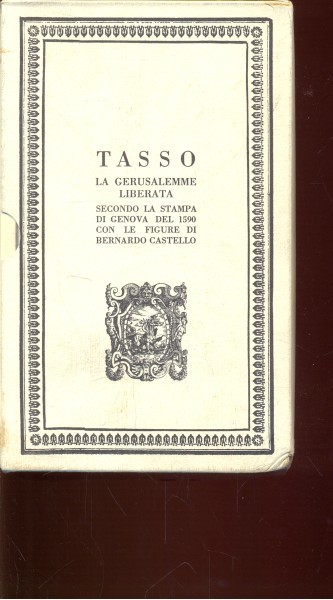 TASSO
LA GERUSALEMME
LIBERATA
SECONDO LA STAMPA
DI GENOVA DEL 1590
CON LE FIGURE DI
BERNARDO CASTELLO